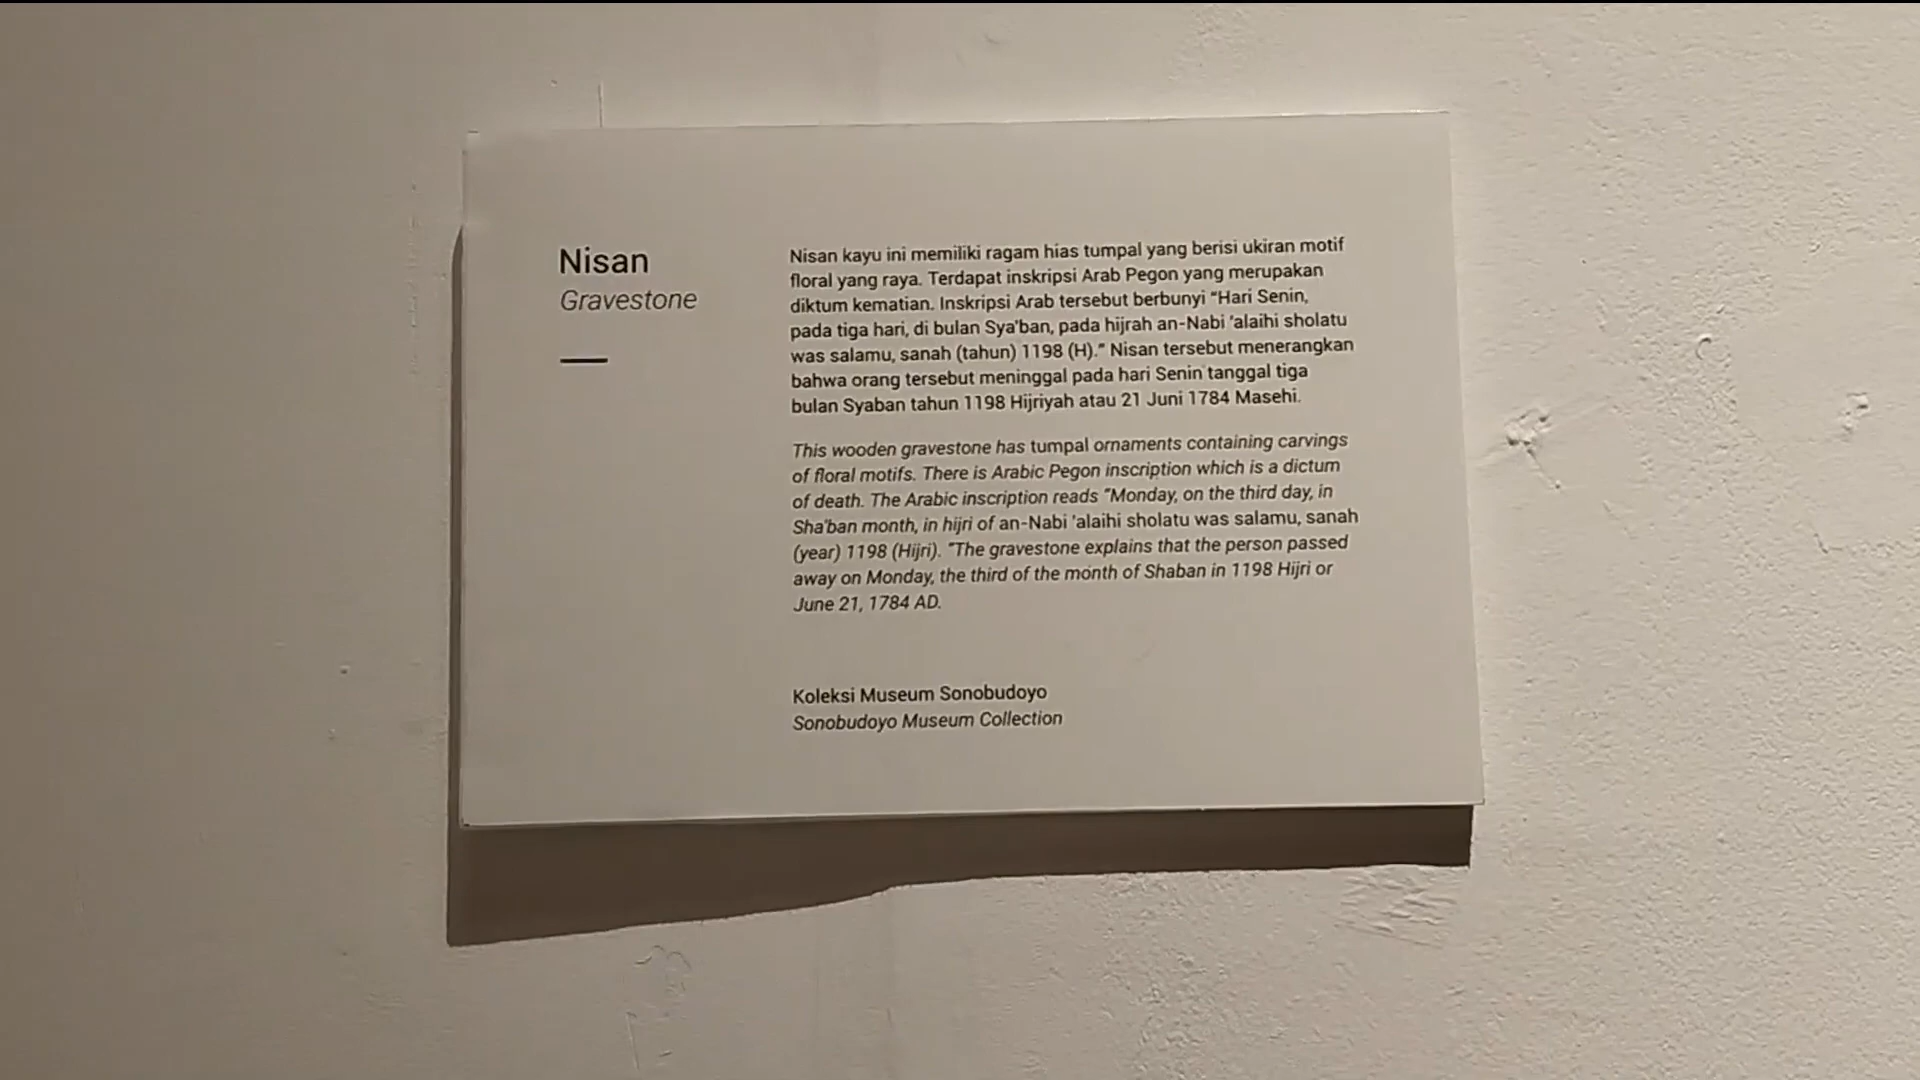 Nisan
Gravestone
Nisan kayu ini memiliki ragam hias tumpal yang berisi ukiran motif
floral yang raya. Terdapat inskripsi Arab Pegon yang merupakan
diktum kematian. Inskripsi Arab tersebut berbunyi “Hari Senin,
pada tiga hari, di bulan Sya'ban, pada hijrah an-Nabi 'alaihi sholatu
was salamu, sanah (tahun) 1198 (H).” Nisan tersebut menerangkan
bahwa orang tersebut meninggal pada hari Senin tanggal tiga
bulan Syaban tahun 1198 Hijriyah atau 21 Juni 1784 Masehi.
This wooden gravestone has tumpal ornaments containing carvings
of floral motifs. There is Arabic Pegon inscription which is a dictum
of death. The Arabic inscription reads “Monday, on the third day, in
Sha'ban month, in hijri of an-Nabi 'alaihi sholatu was salamu, sanah
(year) 1198 (Hijri). “The gravestone explains that the person passed
away on Monday, the third of the month of Shaban in 1198 Hijri or
June 21, 1784 AD.
Koleksi Museum Sonobudoyo
Sonobudoyo Museum Collection